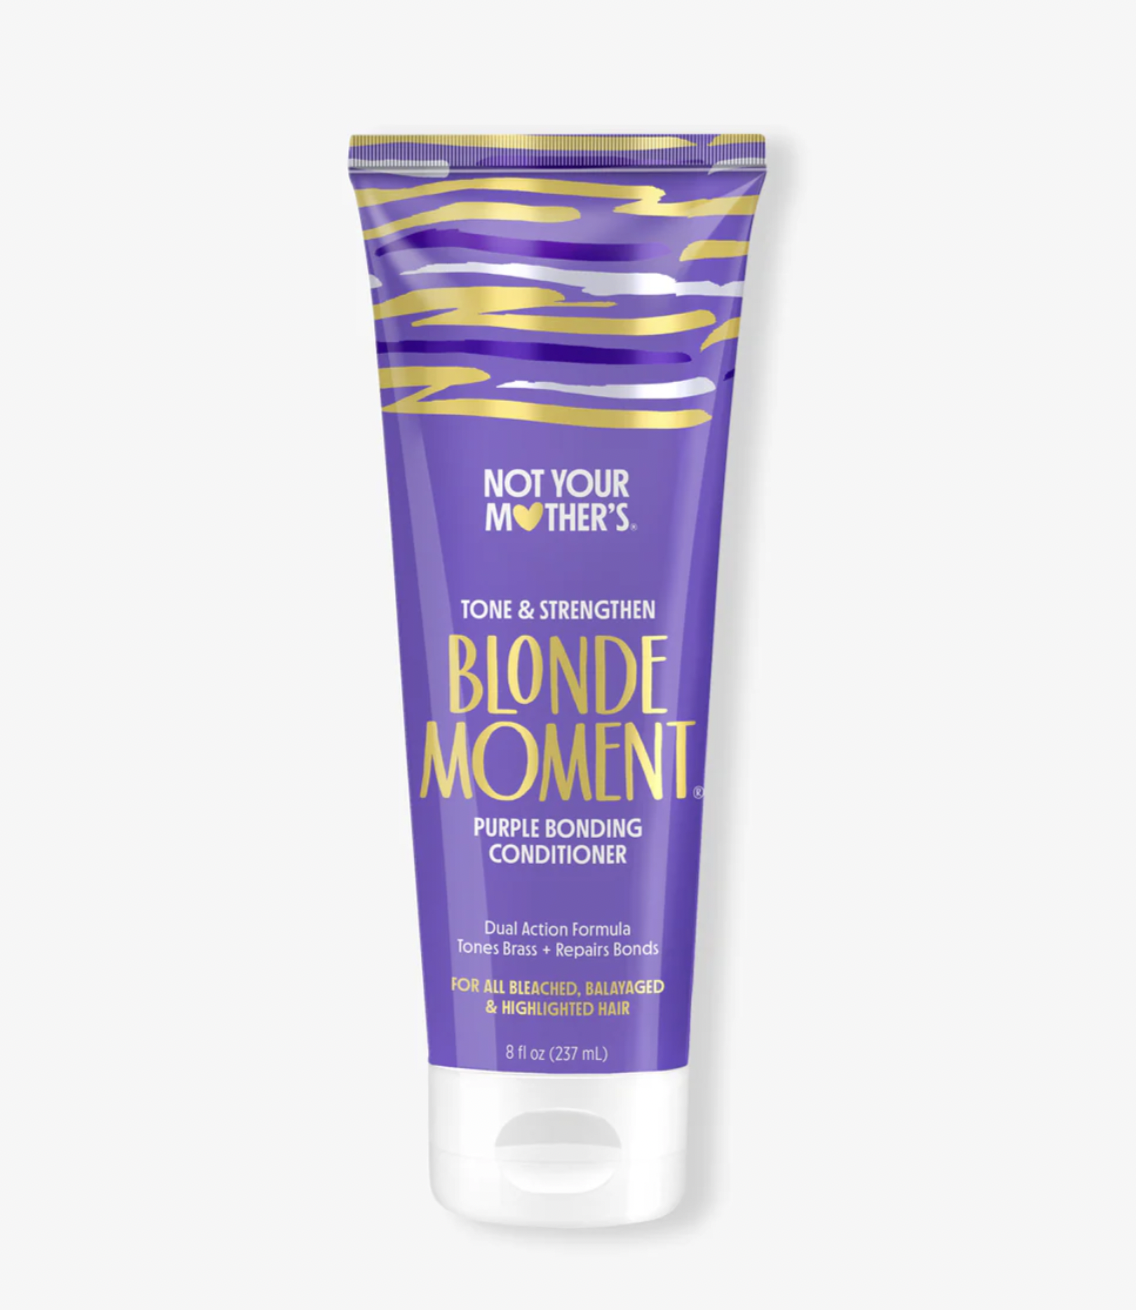 NOT YOUR
MOTHER'S®
TONE & STRENGTHEN
BLONDE
MOMENT®
PURPLE BONDING
CONDITIONER
Dual Action Formula
Tones Brass + Repairs Bonds
FOR ALL BLEACHED, BALAYAGED
& HIGHLIGHTED HAIR
8 fl oz (237 mL)